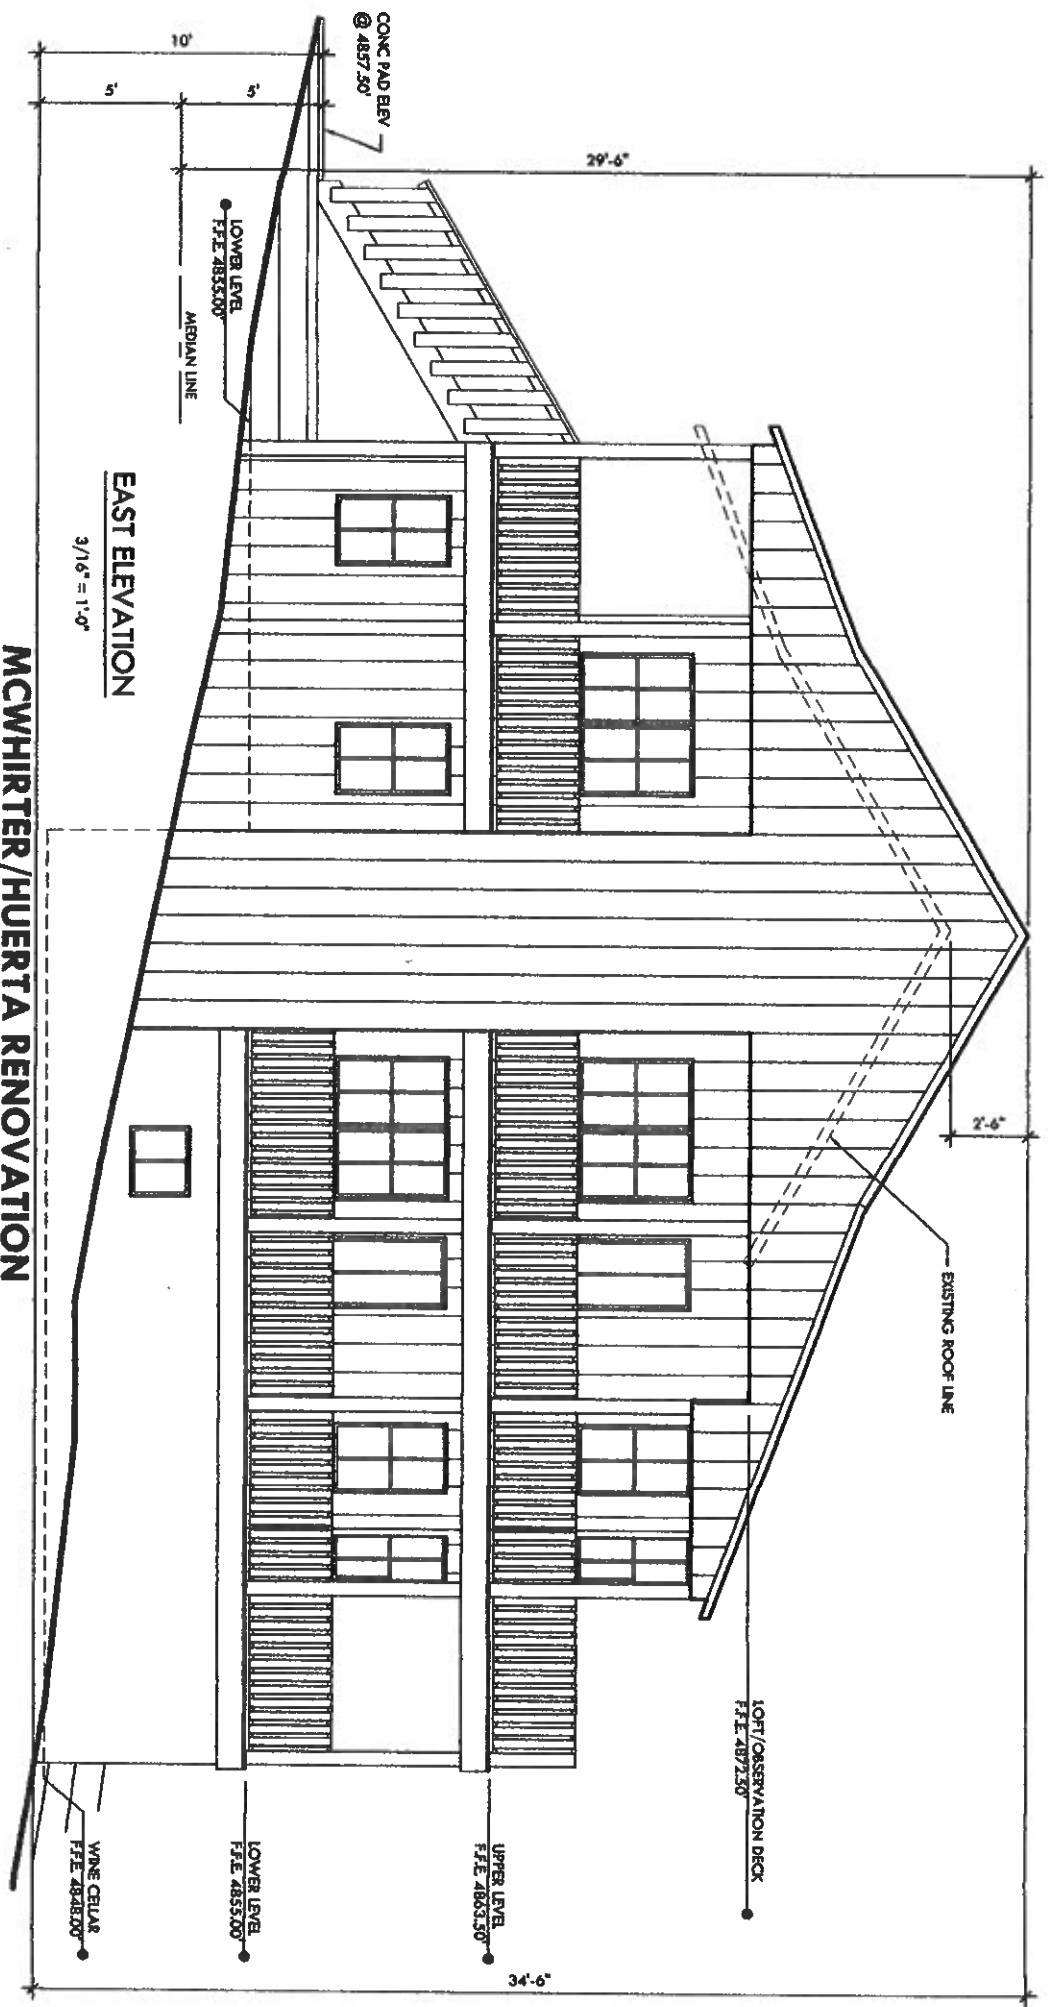 CONC PAD ELEV
@ 4857.50'
10'
5'
5'
29'-6"
LOWER LEVEL
F.F.E. 4855.00'
MEDIAN LINE
EAST ELEVATION
3/16" = 1'-0"
2'-6"
EXISTING ROOF LINE
LOFT/OBSERVATION DECK
F.F.E. 4872.50'
UPPER LEVEL
F.F.E. 4863.50'
LOWER LEVEL
F.F.E. 4855.00'
WINE CELLAR
F.F.E. 4848.00'
34'-6"
MCWHIRTER/HUERTA RENOVATION